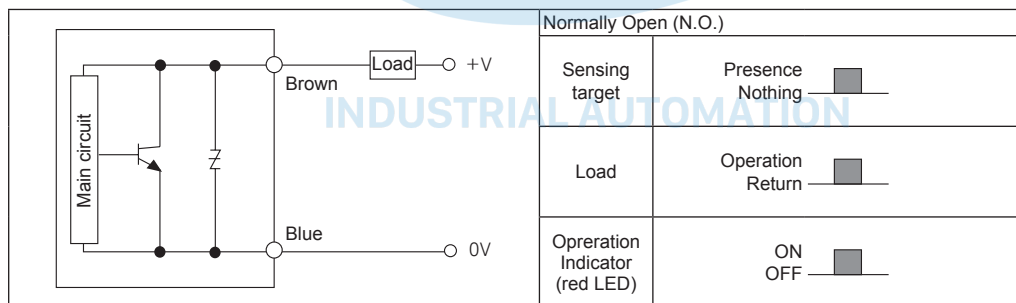 Normally Open (N.O.)
Main circuit
Brown
Load
+V
Blue
0V
INDUSTRIAL AUTOMATION
Sensing
target
Presence
Nothing
Load
Operation
Return
Opreration
Indicator
(red LED)
ON
OFF